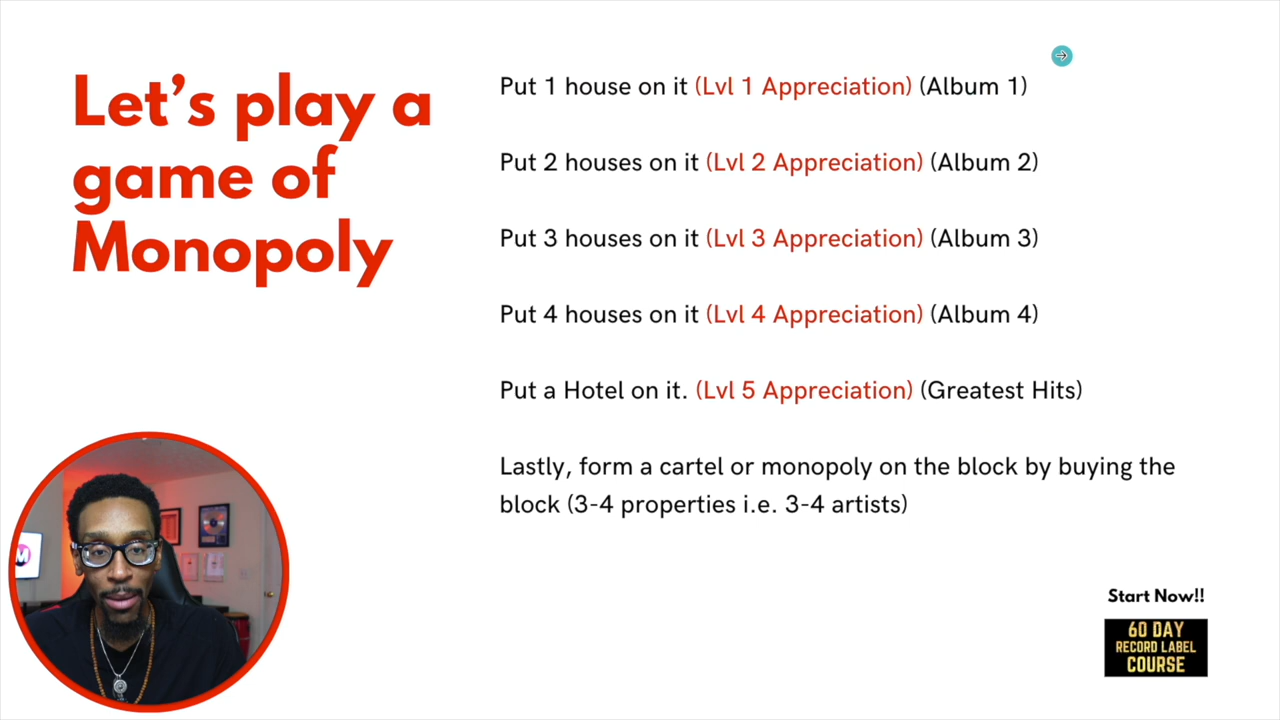 Let's play a
game of
Monopoly
Put 1 house on it (Lvl 1 Appreciation) (Album 1)
Put 2 houses on it (Lvl 2 Appreciation) (Album 2)
Put 3 houses on it (Lvl 3 Appreciation) (Album 3)
Put 4 houses on it (Lvl 4 Appreciation) (Album 4)
Put a Hotel on it. (Lvl 5 Appreciation) (Greatest Hits)
Lastly, form a cartel or monopoly on the block by buying the
block (3-4 properties i.e. 3-4 artists)
Start Now!!
60 DAY
RECORD LABEL
COURSE